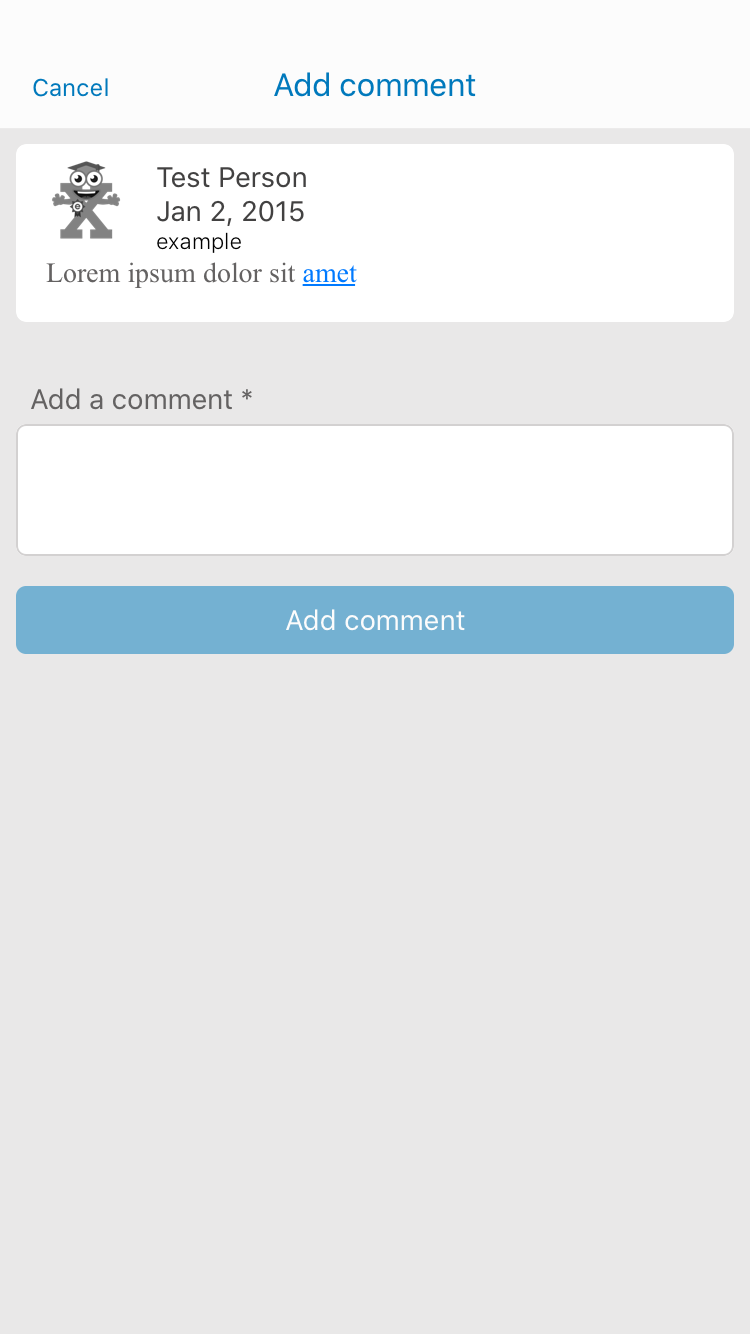 Cancel
Add comment
Test Person
Jan 2, 2015
example
Lorem ipsum dolor sit amet
Add a comment *
Add comment